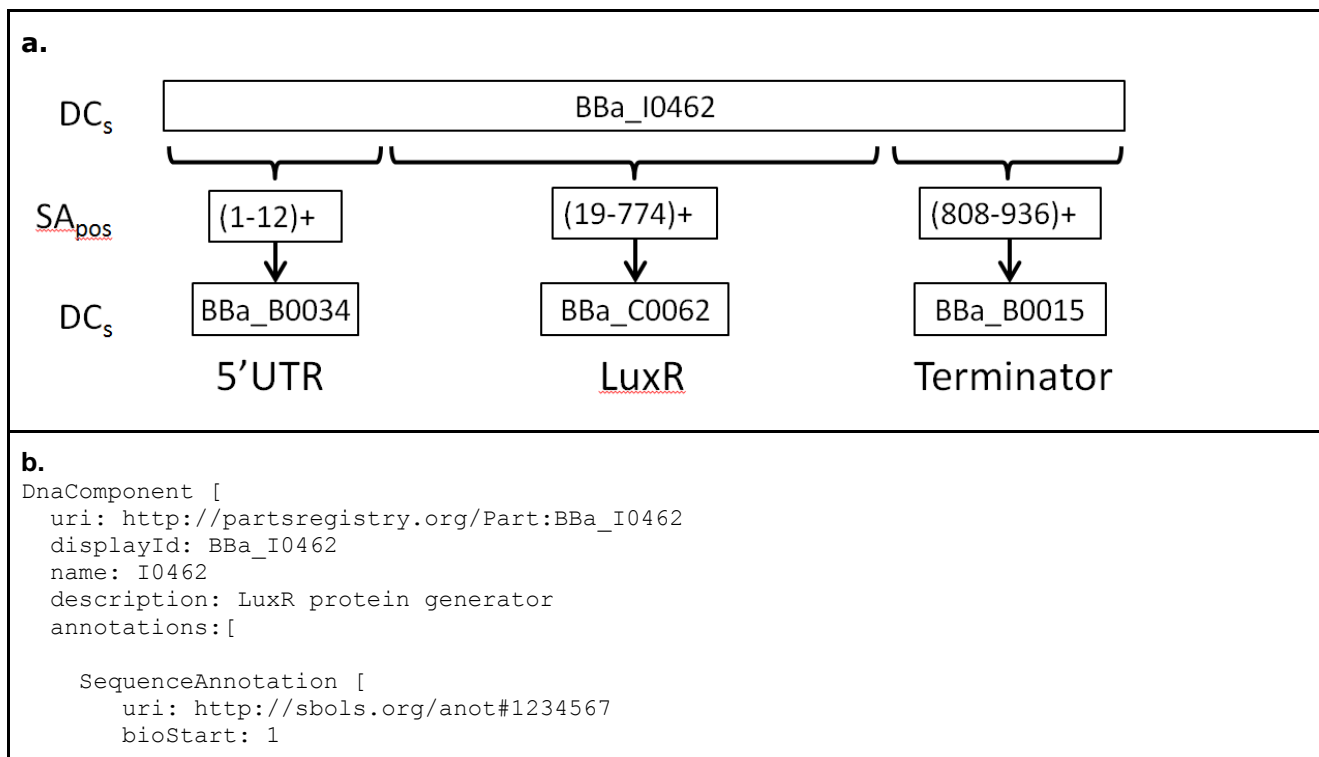 a.
DCs BBa_I0462
SApos (1-12)+ (19-774)+ (808-936)+
DCs BBa_B0034 BBa_C0062 BBa_B0015
5'UTR LuxR Terminator
b.
DnaComponent [
uri: http://partsregistry.org/Part:BBa_I0462
displayId: BBa_I0462
name: I0462
description: LuxR protein generator
annotations:[
SequenceAnnotation [
uri: http://sbols.org/anot#1234567
bioStart: 1